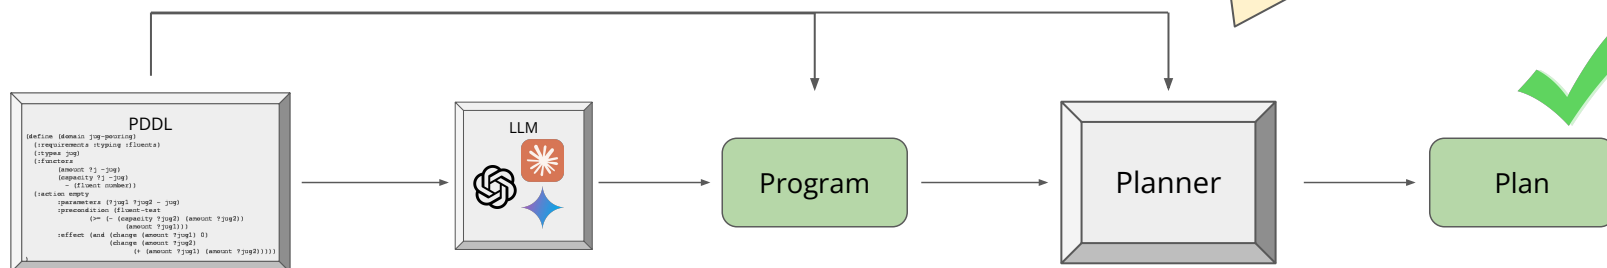 PDDL
(define (domain jug-pouring)
(:requirements :typing :fluents)
(:types jug)
(:functors
(amount ?j -jug)
(capacity ?j -jug)
- (fluent number))
(:action empty
:parameters (?jug1 ?jug2 - jug)
:precondition (fluent-test
(>= (- (capacity ?jug2) (amount ?jug2))
(amount ?jug1)))
:effect (and (change (amount ?jug1) 0)
(change (amount ?jug2)
(+ (amount ?jug1) (amount ?jug2)))))
)
LLM
Program
Planner
Plan